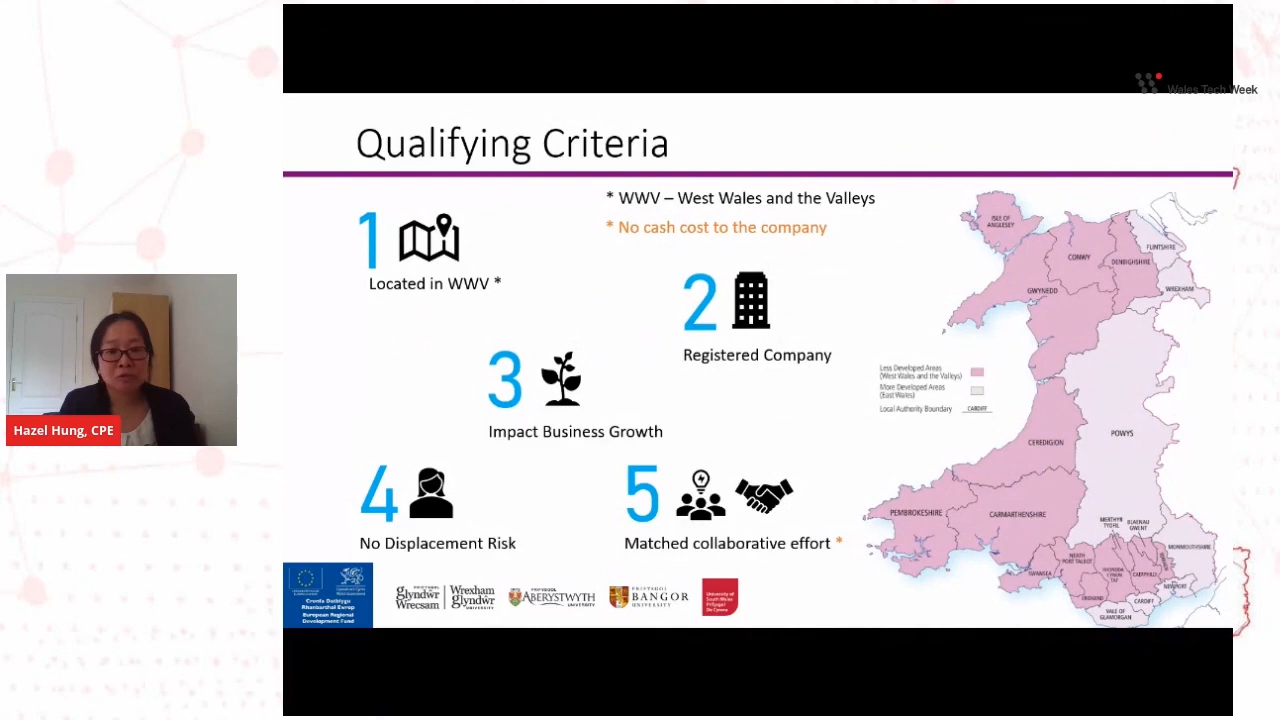 Wales Tech Week
Qualifying Criteria
* WWV – West Wales and the Valleys
* No cash cost to the company
1
Located in WWV *
2
Registered Company
3
Impact Business Growth
4
No Displacement Risk
5
Matched collaborative effort *
Hazel Hung, CPE
ISLE OF
ANGLESEY
CONWY
FLINTSHIRE
DENBIGHSHIRE
WREXHAM
GWYNEDD
Less Developed Areas
(West Wales and the Valleys)
More Developed Areas
(East Wales)
Local Authority Boundary
CARDIFF
POWYS
CEREDIGION
PEMBROKESHIRE
CARMARTHENSHIRE
MERTHYR
TYDFIL
BLAENAU
GWENT
MONMOUTHSHIRE
NEATH
PORT TALBOT
SWANSEA
RHONDDA
CYNON
TAF
CAERPHILLY
NEWPORT
BRIDGEND
CARDIFF
VALE OF
GLAMORGAN
Cronfa Datblygu
Rhanbarthol Ewrop
European Regional
Development Fund
PRIFYSGOL
Glyndŵr
Wrecsam
Wrexham
glyndŵr
UNIVERSITY
PRIFYSGOL
ABERYSTWYTH
UNIVERSITY
PRIFYSGOL
BANGOR
UNIVERSITY
University of
South Wales
Prifysgol
De Cymru